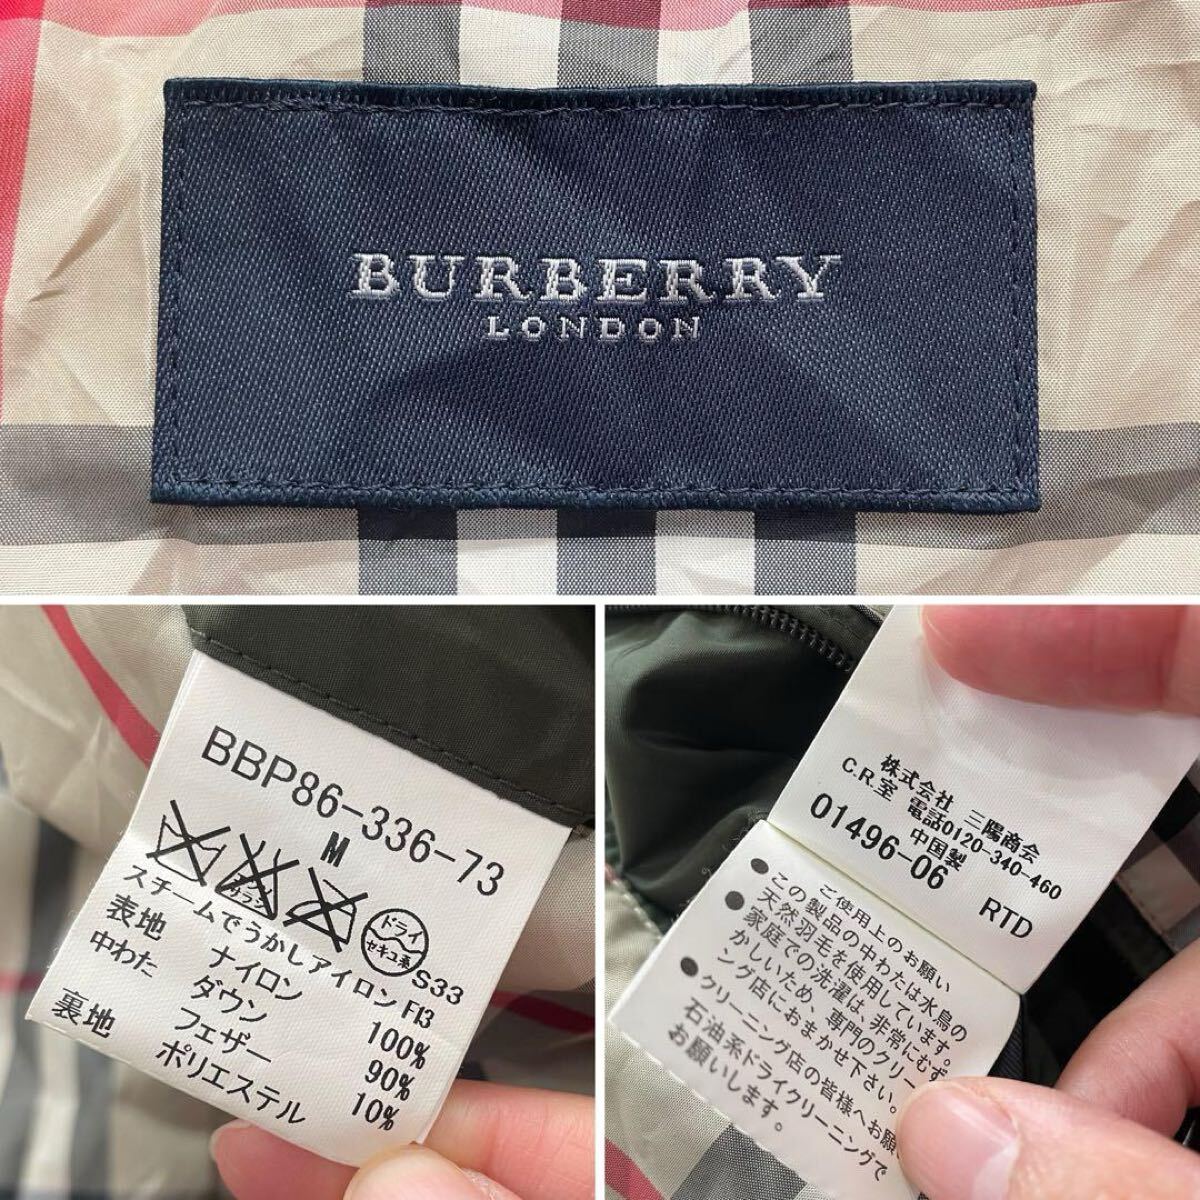 BURBERRY
LONDON
BBP86-336-73
M
サラシ
ドライ
セキユ系
S33
スチームでうかしアイロン F13
表地 ナイロン 100%
中わた ダウン 90%
フェザー 10%
裏地 ポリエステル
株式会社 三陽商会
C.R.室 電話0120-340-460
中国製
01496-06 RTD
ご使用上のお願い
●この製品の中わたは水鳥の
天然羽毛を使用しています。
●家庭での洗濯は、非常にむず
かしいため、専門のクリー
ニング店におまかせ下さい。
●クリーニング店の皆様へお願い
石油系ドライクリーニングで
お願いします。